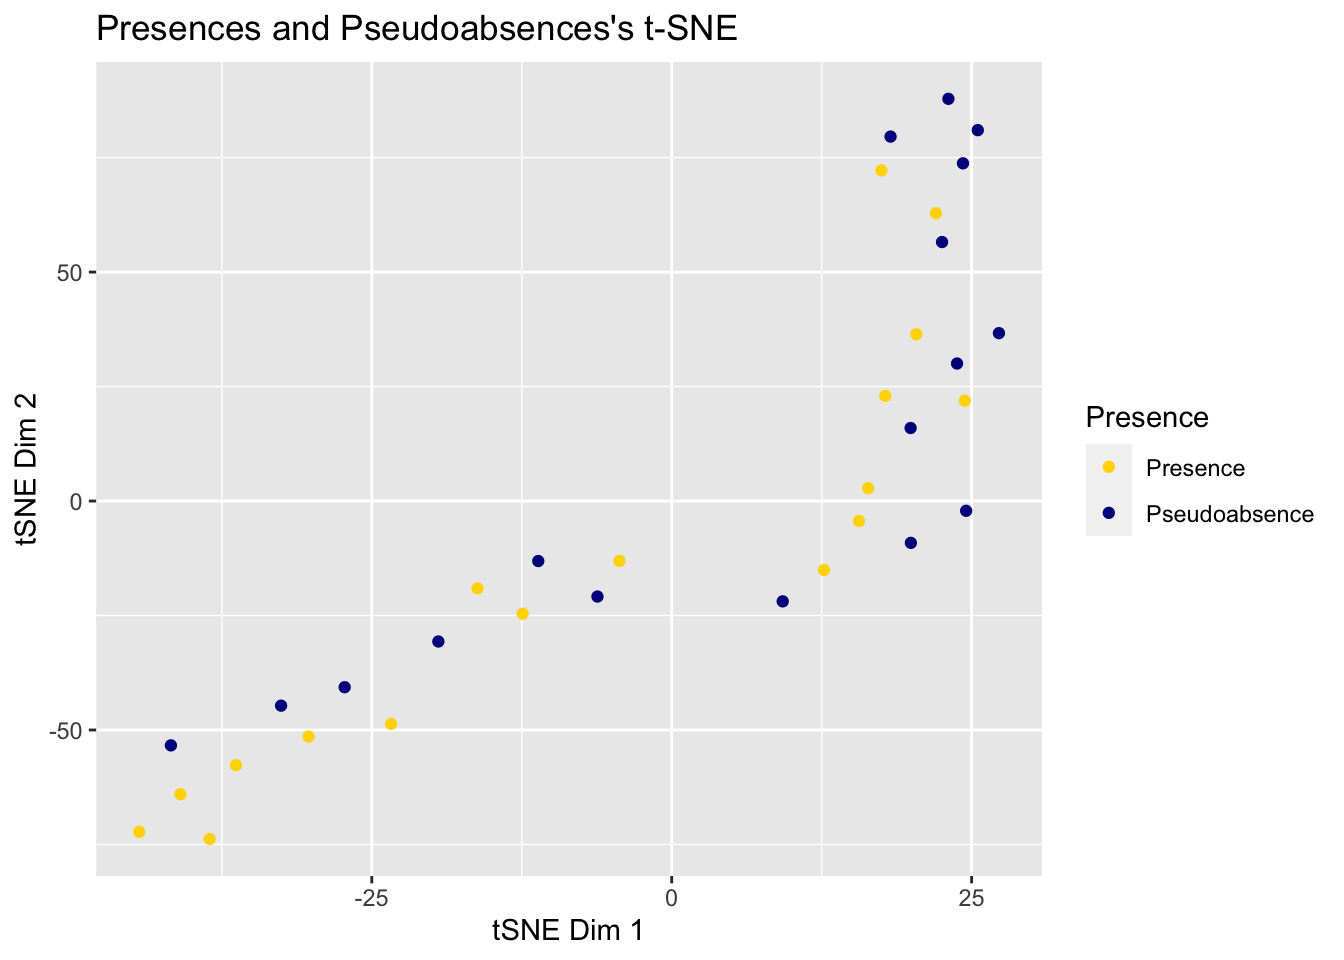 Presences and Pseudoabsences's t-SNE
50
0
-50
tSNE Dim 2
-25
0
25
tSNE Dim 1
Presence
Presence
Pseudoabsence